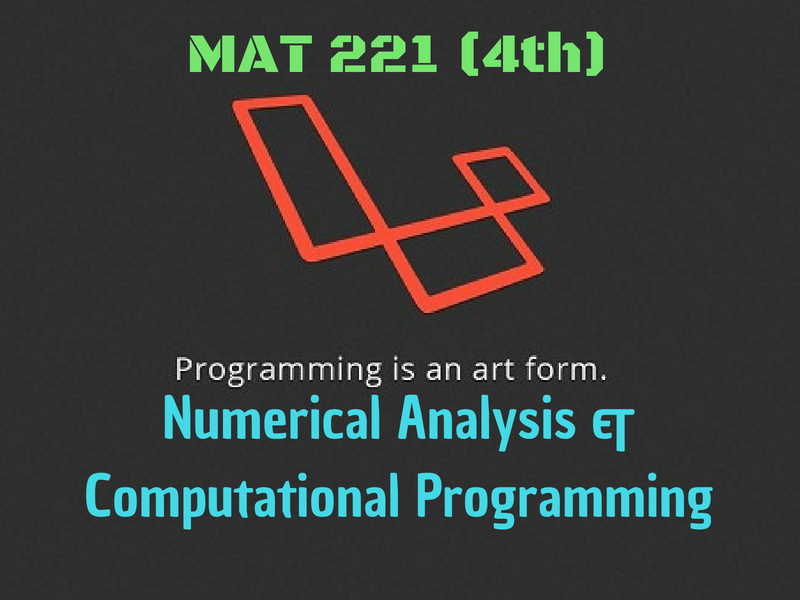 MAT 221 (4th)
Programming is an art form.
Numerical Analysis &
Computational Programming